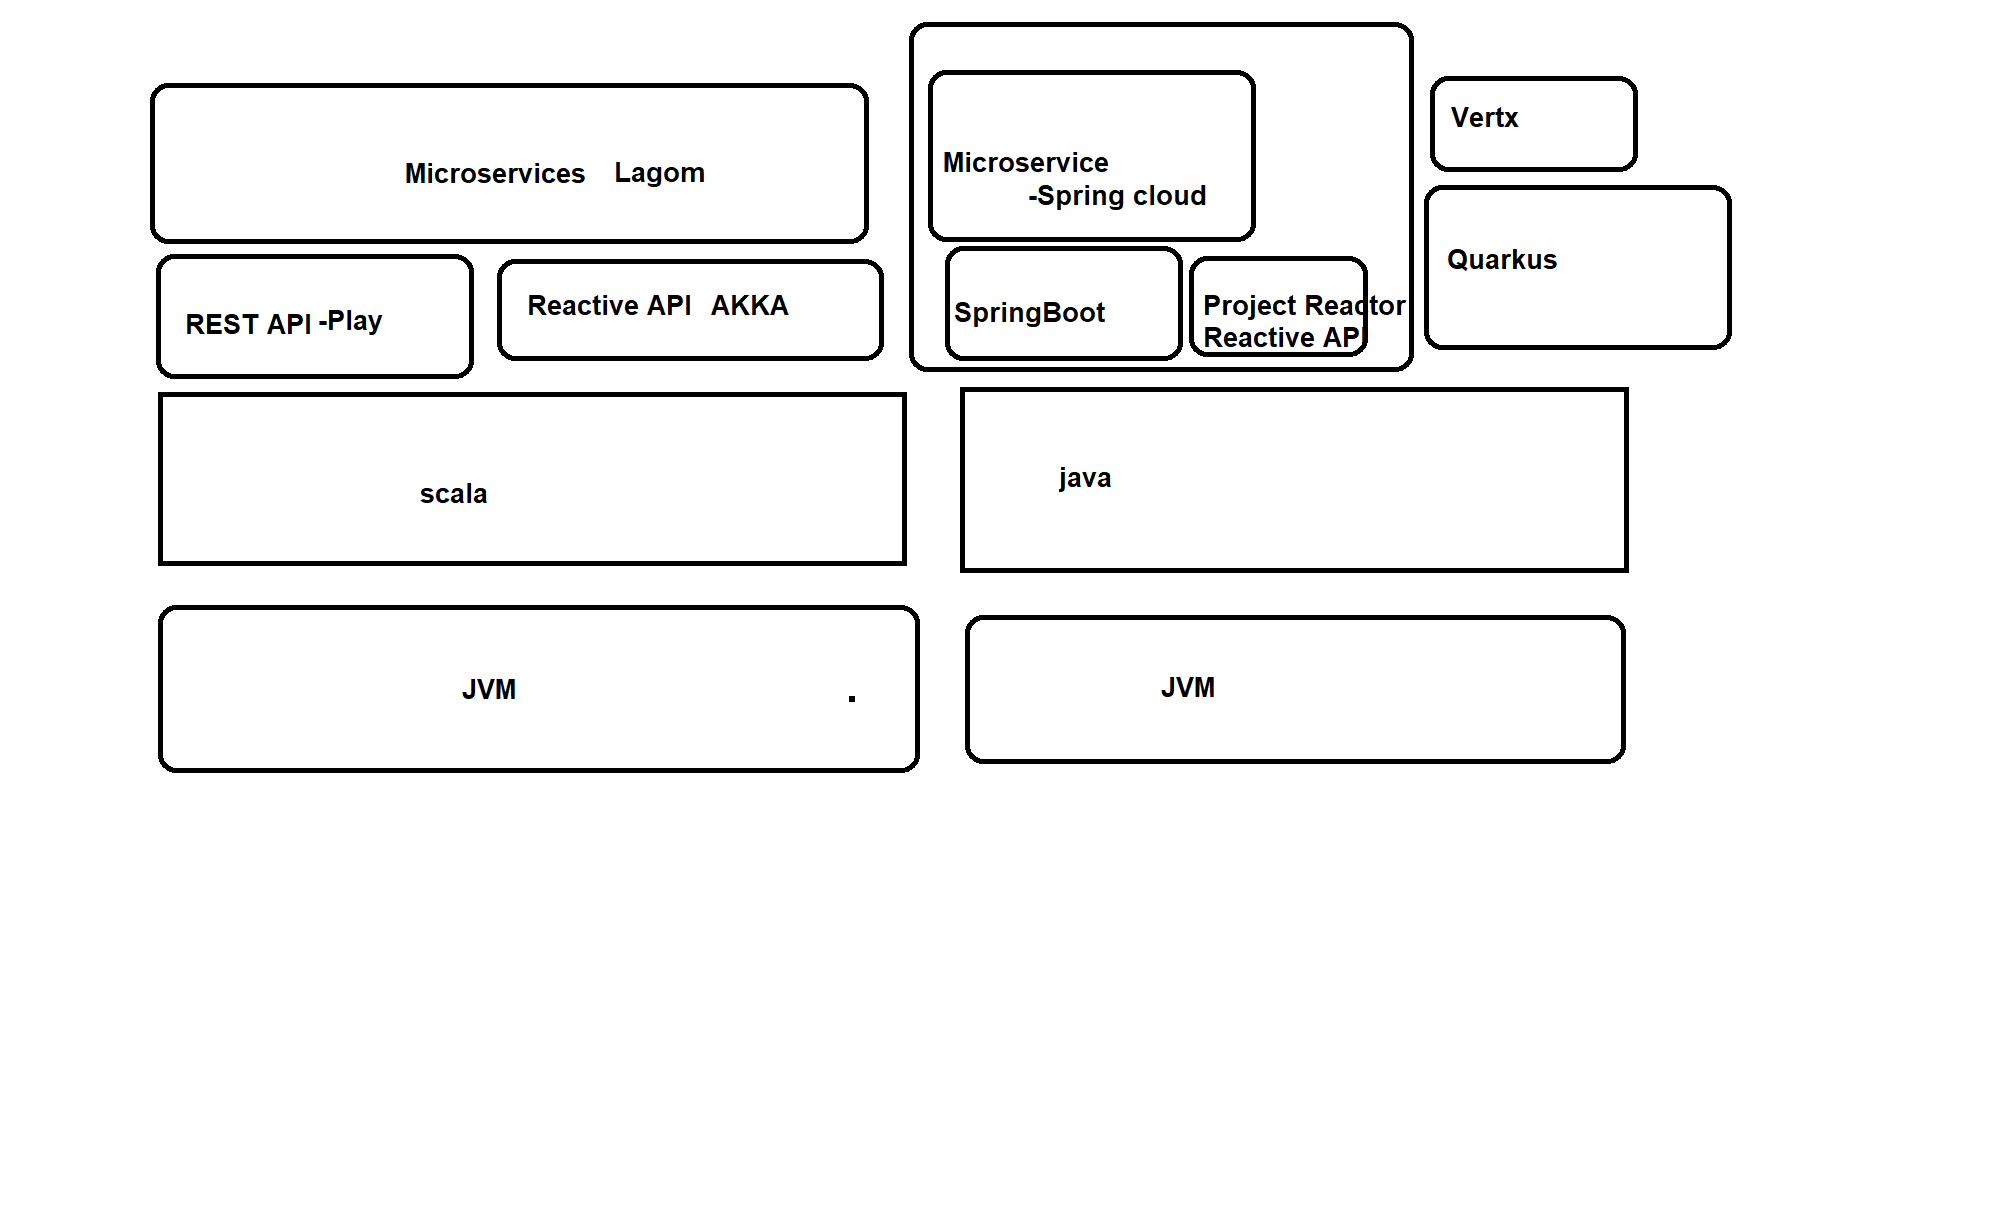 Microservices Lagom
REST API -Play
Reactive API AKKA
Microservice
-Spring cloud
SpringBoot
Project Reactor
Reactive API
Vertx
Quarkus
scala
java
JVM
.
JVM